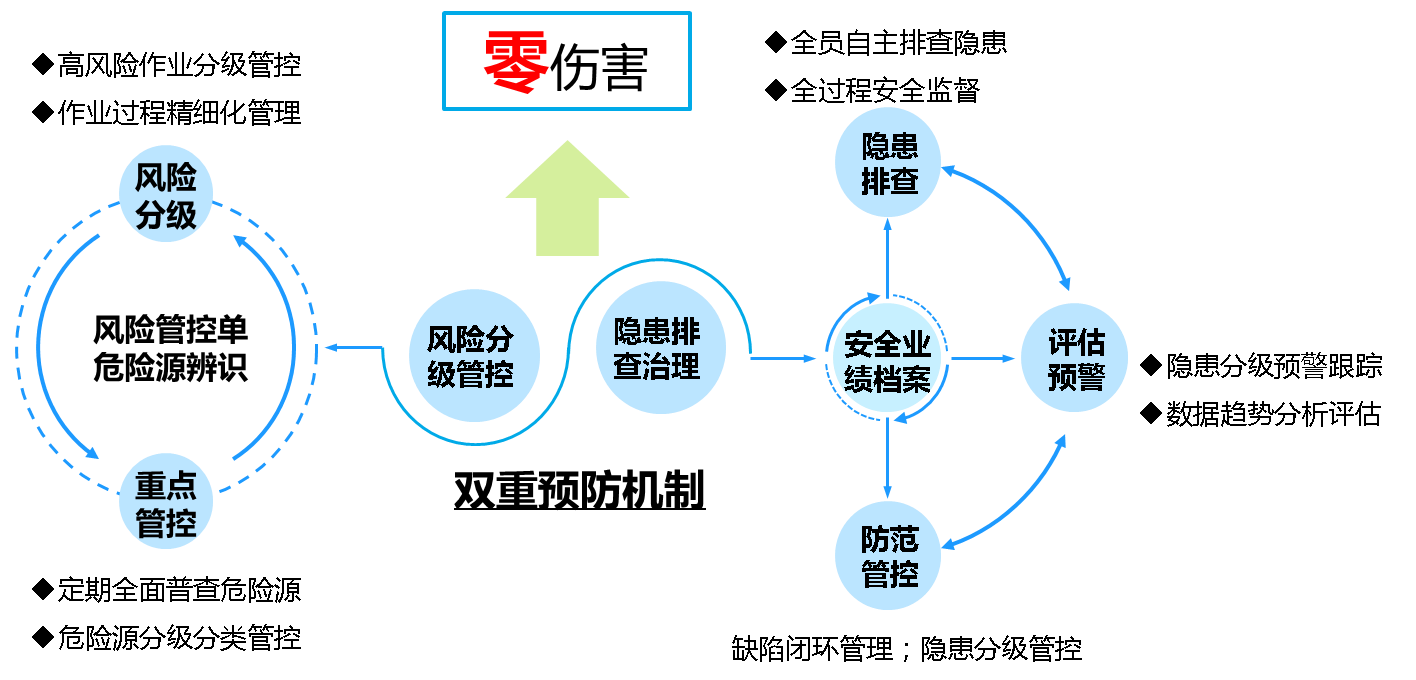 零伤害
◆高风险作业分级管控
◆作业过程精细化管理
风险
分级
风险管控单
危险源辨识
重点
管控
◆定期全面普查危险源
◆危险源分级分类管控
风险分
级管控
隐患排
查治理
双重预防机制
◆全员自主排查隐患
◆全过程安全监督
隐患
排查
安全业
绩档案
评估
预警
◆隐患分级预警跟踪
◆数据趋势分析评估
防范
管控
缺陷闭环管理；隐患分级管控